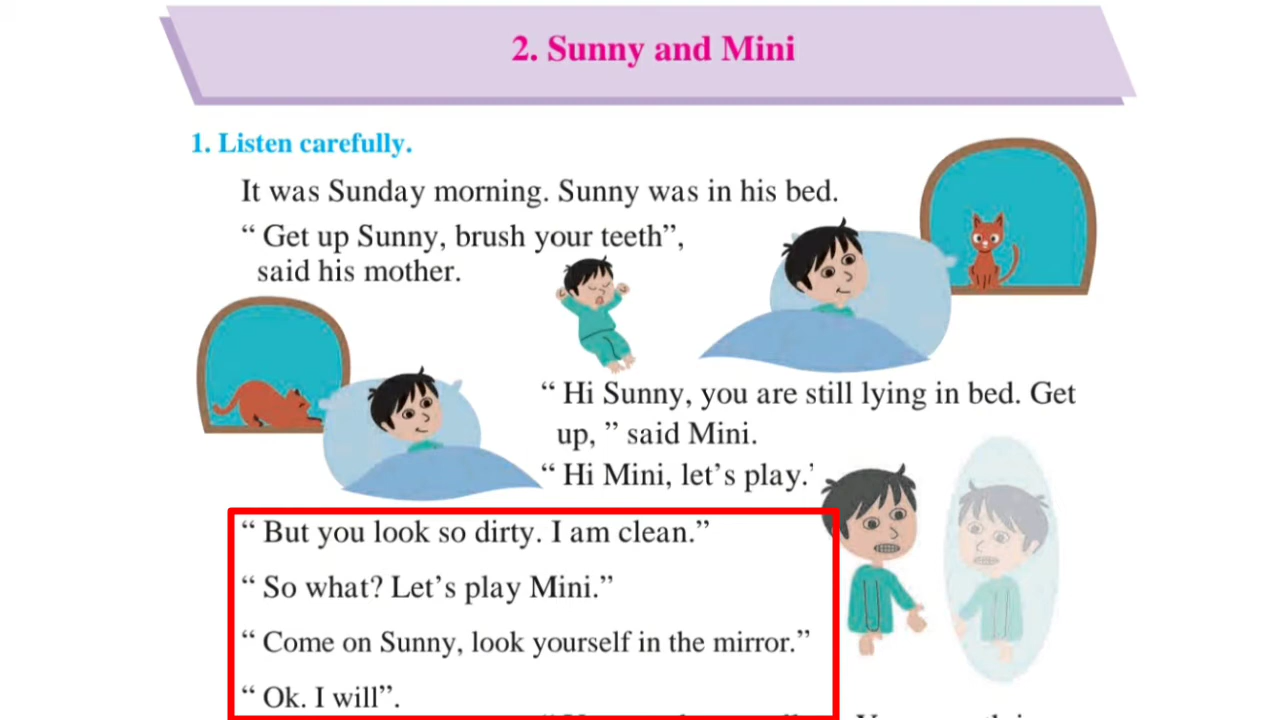 2. Sunny and Mini
1. Listen carefully.
It was Sunday morning. Sunny was in his bed.
“ Get up Sunny, brush your teeth”,
said his mother.
“ Hi Sunny, you are still lying in bed. Get
up, ” said Mini.
“ Hi Mini, let’s play.’
“ But you look so dirty. I am clean.”
“ So what? Let’s play Mini.”
“ Come on Sunny, look yourself in the mirror.”
“ Ok. I will”.